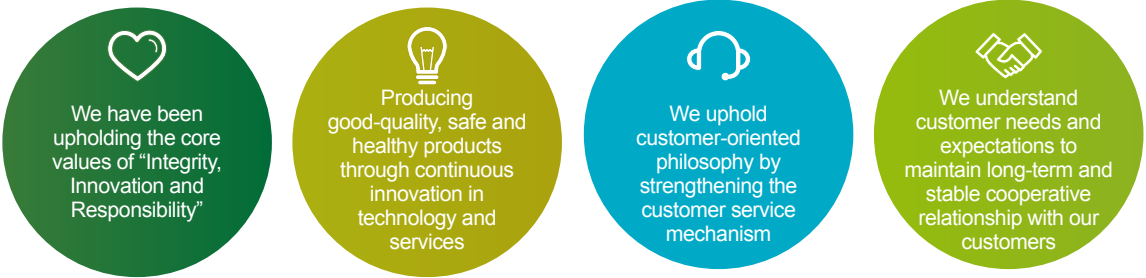 We have been
upholding the core
values of “Integrity,
Innovation and
Responsibility”
Producing
good-quality, safe and
healthy products
through continuous
innovation in
technology and
services
We uphold
customer-oriented
philosophy by
strengthening the
customer service
mechanism
We understand
customer needs and
expectations to
maintain long-term and
stable cooperative
relationship with our
customers